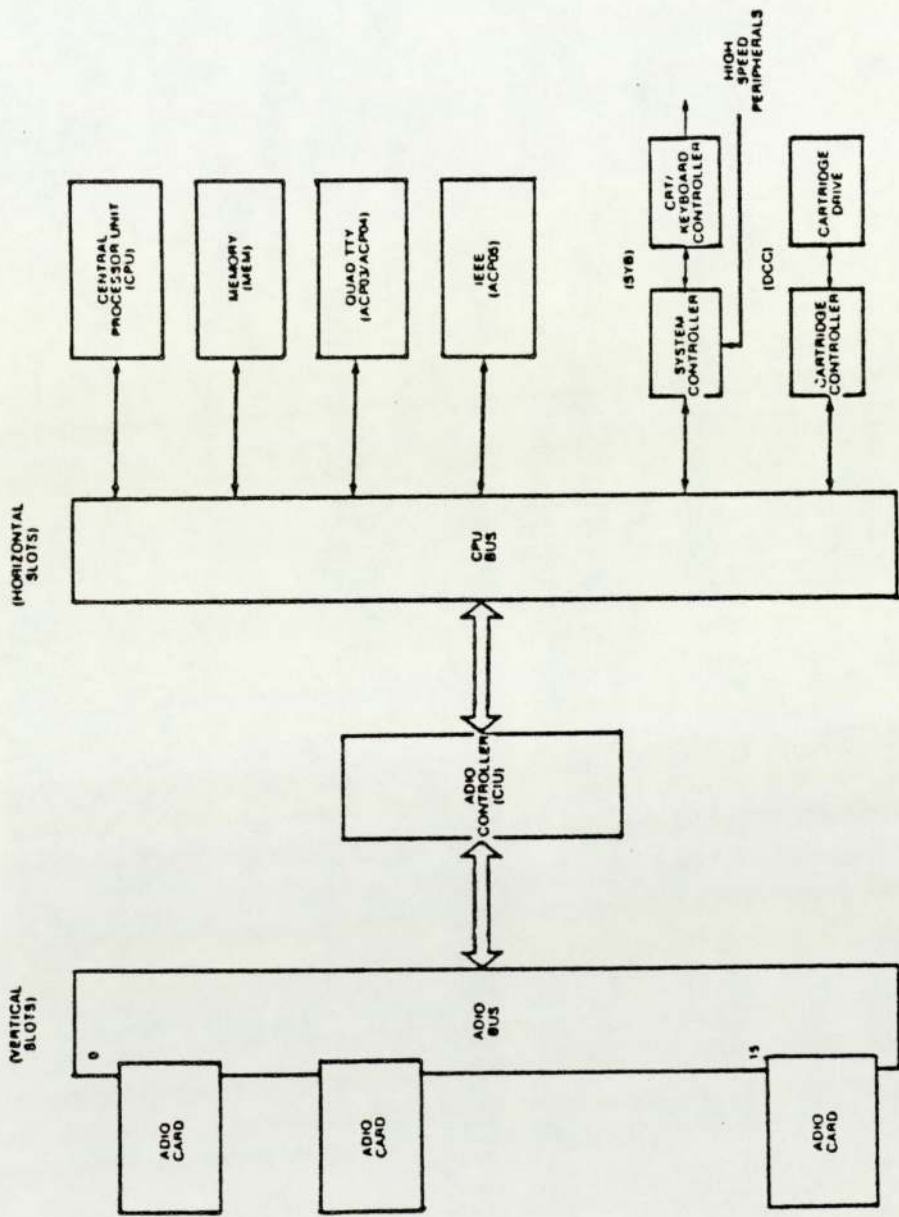 (VERTICAL
SLOTS)
0
ADIO
CARD
ADIO
CARD
15
ADIO
CARD
ADIO
BUS
ADIO
CONTROLLER
(CIU)
(HORIZONTAL
SLOTS)
CPU
BUS
CENTRAL
PROCESSOR UNIT
(CPU)
MEMORY
(MEM)
QUAD TTY
(ACP03/ACP04)
IEEE
(ACP05)
(SYB)
SYSTEM
CONTROLLER
CRT/
KEYBOARD
CONTROLLER
HIGH
SPEED
PERIPHERALS
(DCC)
CARTRIDGE
CONTROLLER
CARTRIDGE
DRIVE